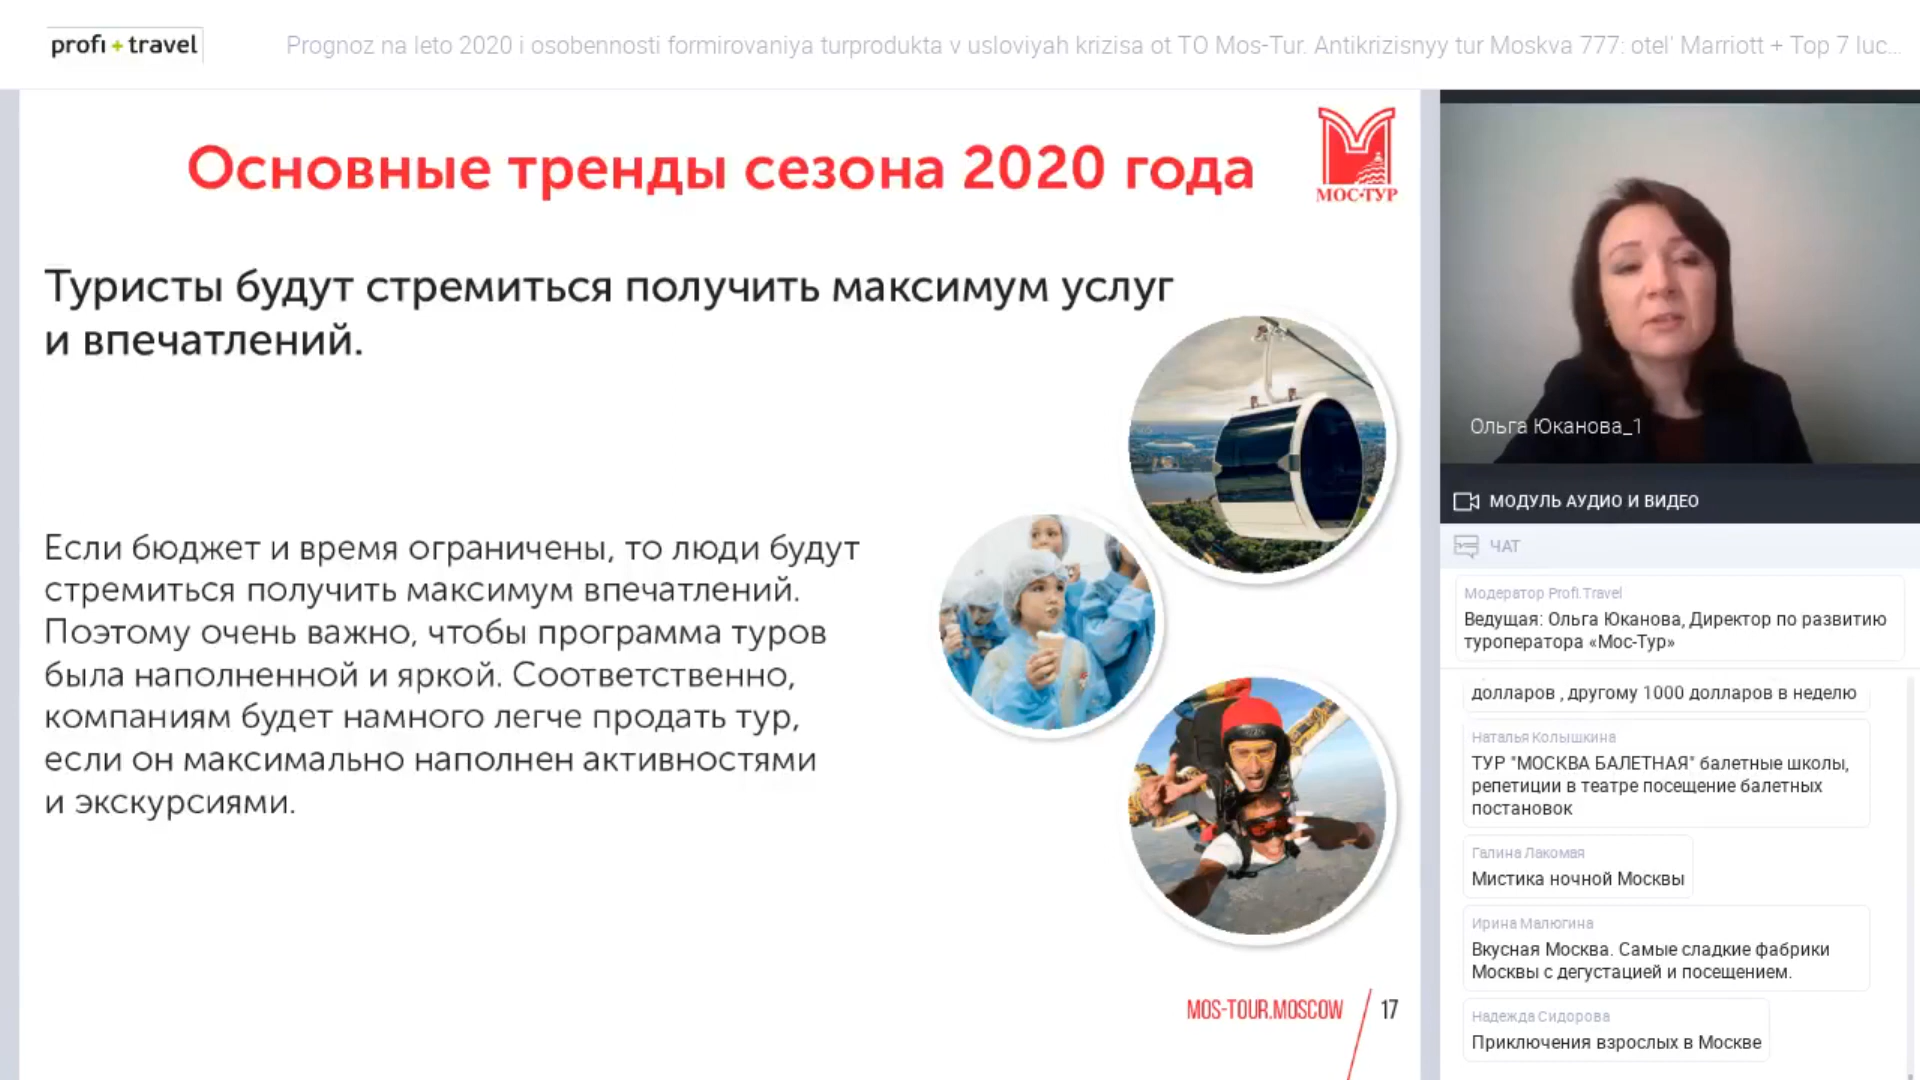 profi travel
Prognoz na leto 2020 i osobennosti formirovaniya turprodukta v usloviyah krizisa ot TO Mos-Tur. Antikrizisnyy tur Moskva 777: otel' Marriott + Top 7 luc...
Основные тренды сезона 2020 года
МОС-ТУР
Туристы будут стремиться получить максимум услуг
и впечатлений.
Если бюджет и время ограничены, то люди будут
стремиться получить максимум впечатлений.
Поэтому очень важно, чтобы программа туров
была наполненной и яркой. Соответственно,
компаниям будет намного легче продать тур,
если он максимально наполнен активностями
и экскурсиями.
MOS-TOUR.MOSCOW
17
Ольга Юканова_1
МОДУЛЬ АУДИО И ВИДЕО
ЧАТ
Модератор Profi.Travel
Ведущая: Ольга Юканова, Директор по развитию
туроператора «Мос-Тур»
долларов , другому 1000 долларов в неделю
Наталья Колышкина
ТУР "МОСКВА БАЛЕТНАЯ" балетные школы,
репетиции в театре посещение балетных
постановок
Галина Лакомая
Мистика ночной Москвы
Ирина Малюгина
Вкусная Москва. Самые сладкие фабрики
Москвы с дегустацией и посещением.
Надежда Сидорова
Приключения взрослых в Москве